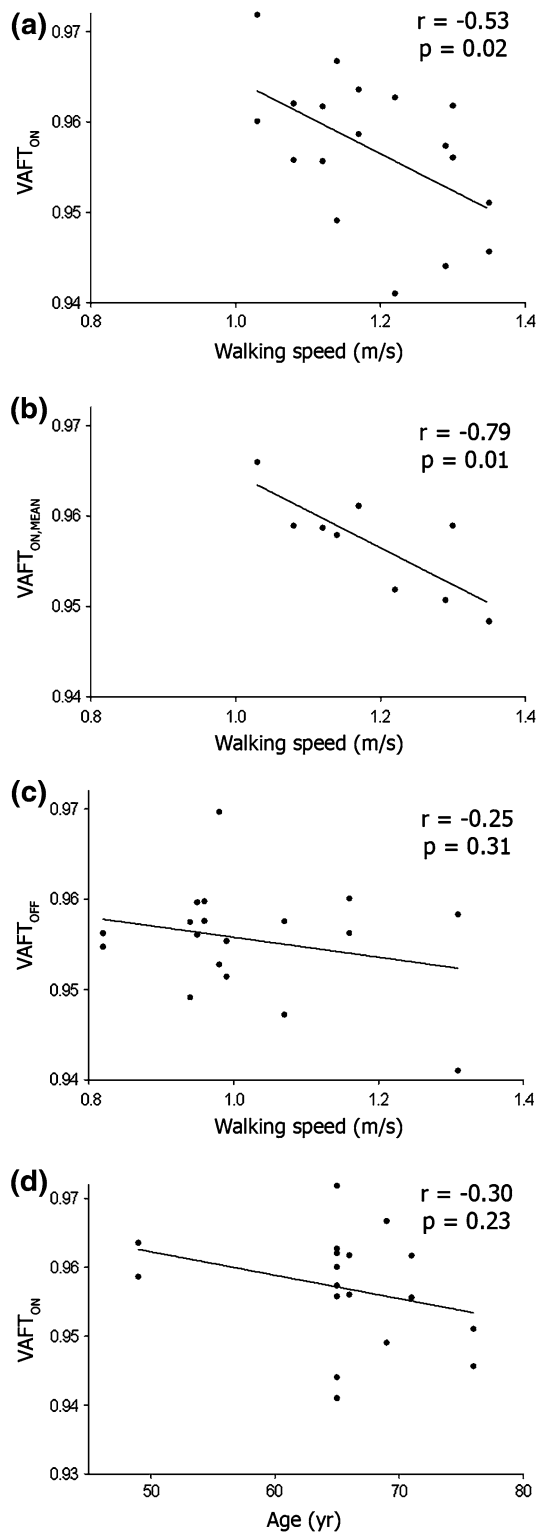 (a)
r = -0.53
p = 0.02
0.97
0.96
0.95
0.94
VAFT_ON
0.8 1.0 1.2 1.4
Walking speed (m/s)
(b)
r = -0.79
p = 0.01
0.97
0.96
0.95
0.94
VAFT_ON,MEAN
0.8 1.0 1.2 1.4
Walking speed (m/s)
(c)
r = -0.25
p = 0.31
0.97
0.96
0.95
0.94
VAFT_OFF
0.8 1.0 1.2 1.4
Walking speed (m/s)
(d)
r = -0.30
p = 0.23
0.97
0.96
0.95
0.94
0.93
VAFT_ON
50 60 70 80
Age (yr)